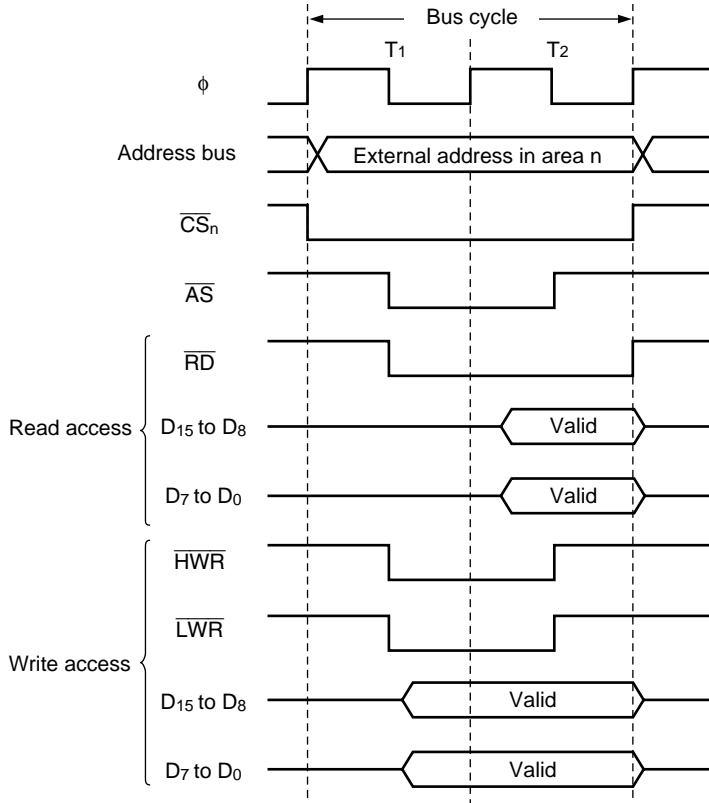 Bus cycle
T1 T2
ϕ
Address bus External address in area n
CSn
AS
RD
Read access
D15 to D8 Valid
D7 to D0 Valid
HWR
LWR
Write access
D15 to D8 Valid
D7 to D0 Valid